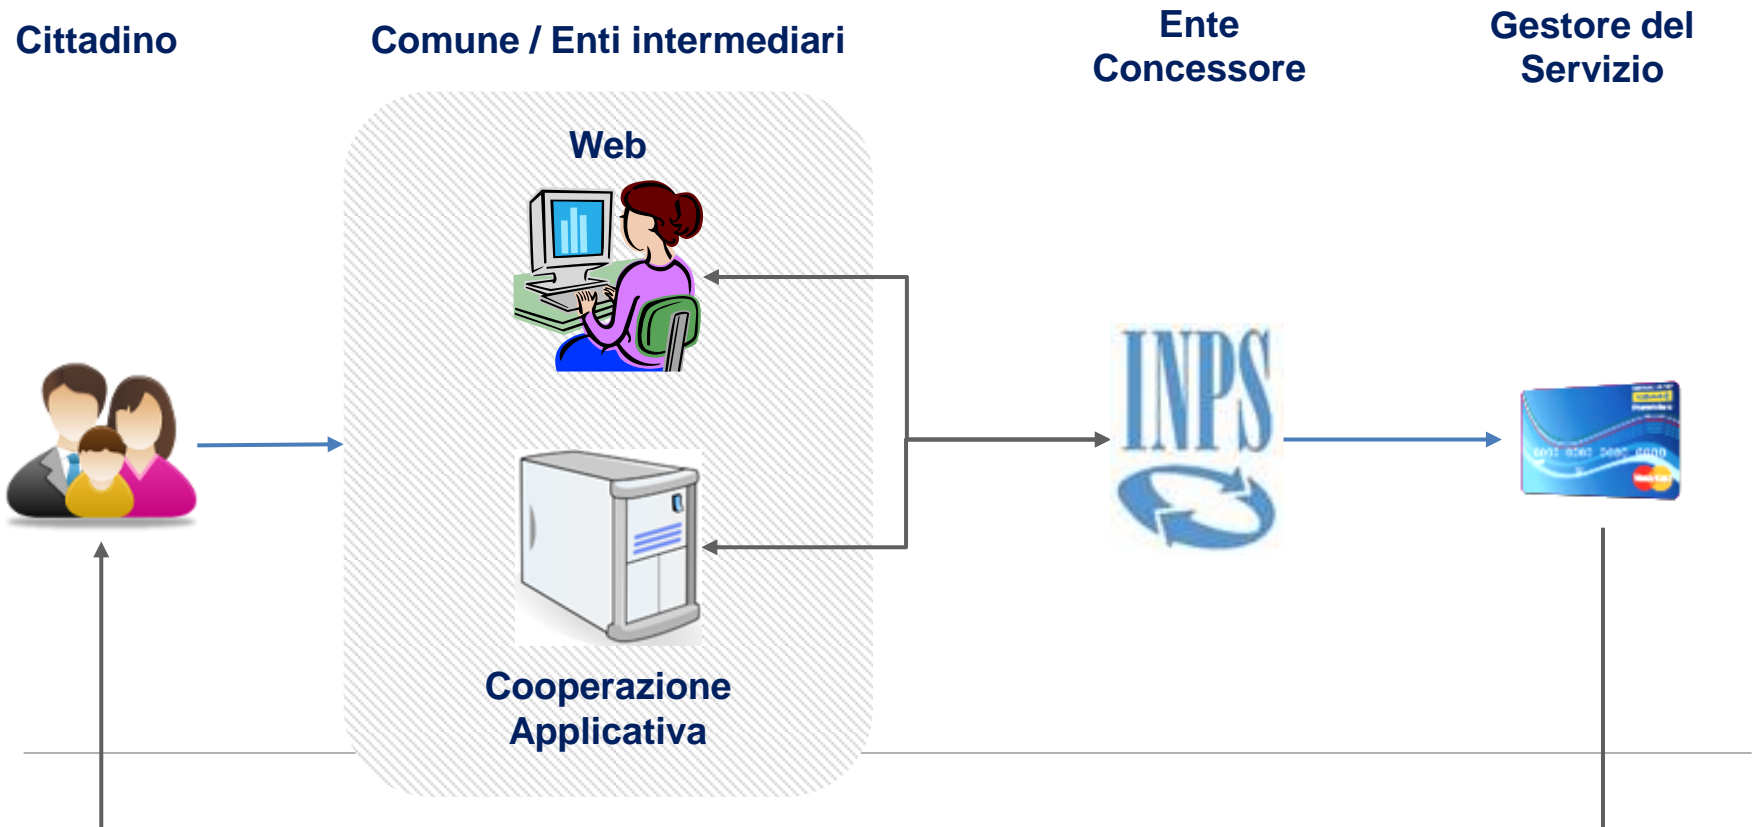 Cittadino
Comune / Enti intermediari
Ente
Concessore
Gestore del
Servizio
Web
INPS
Cooperazione
Applicativa